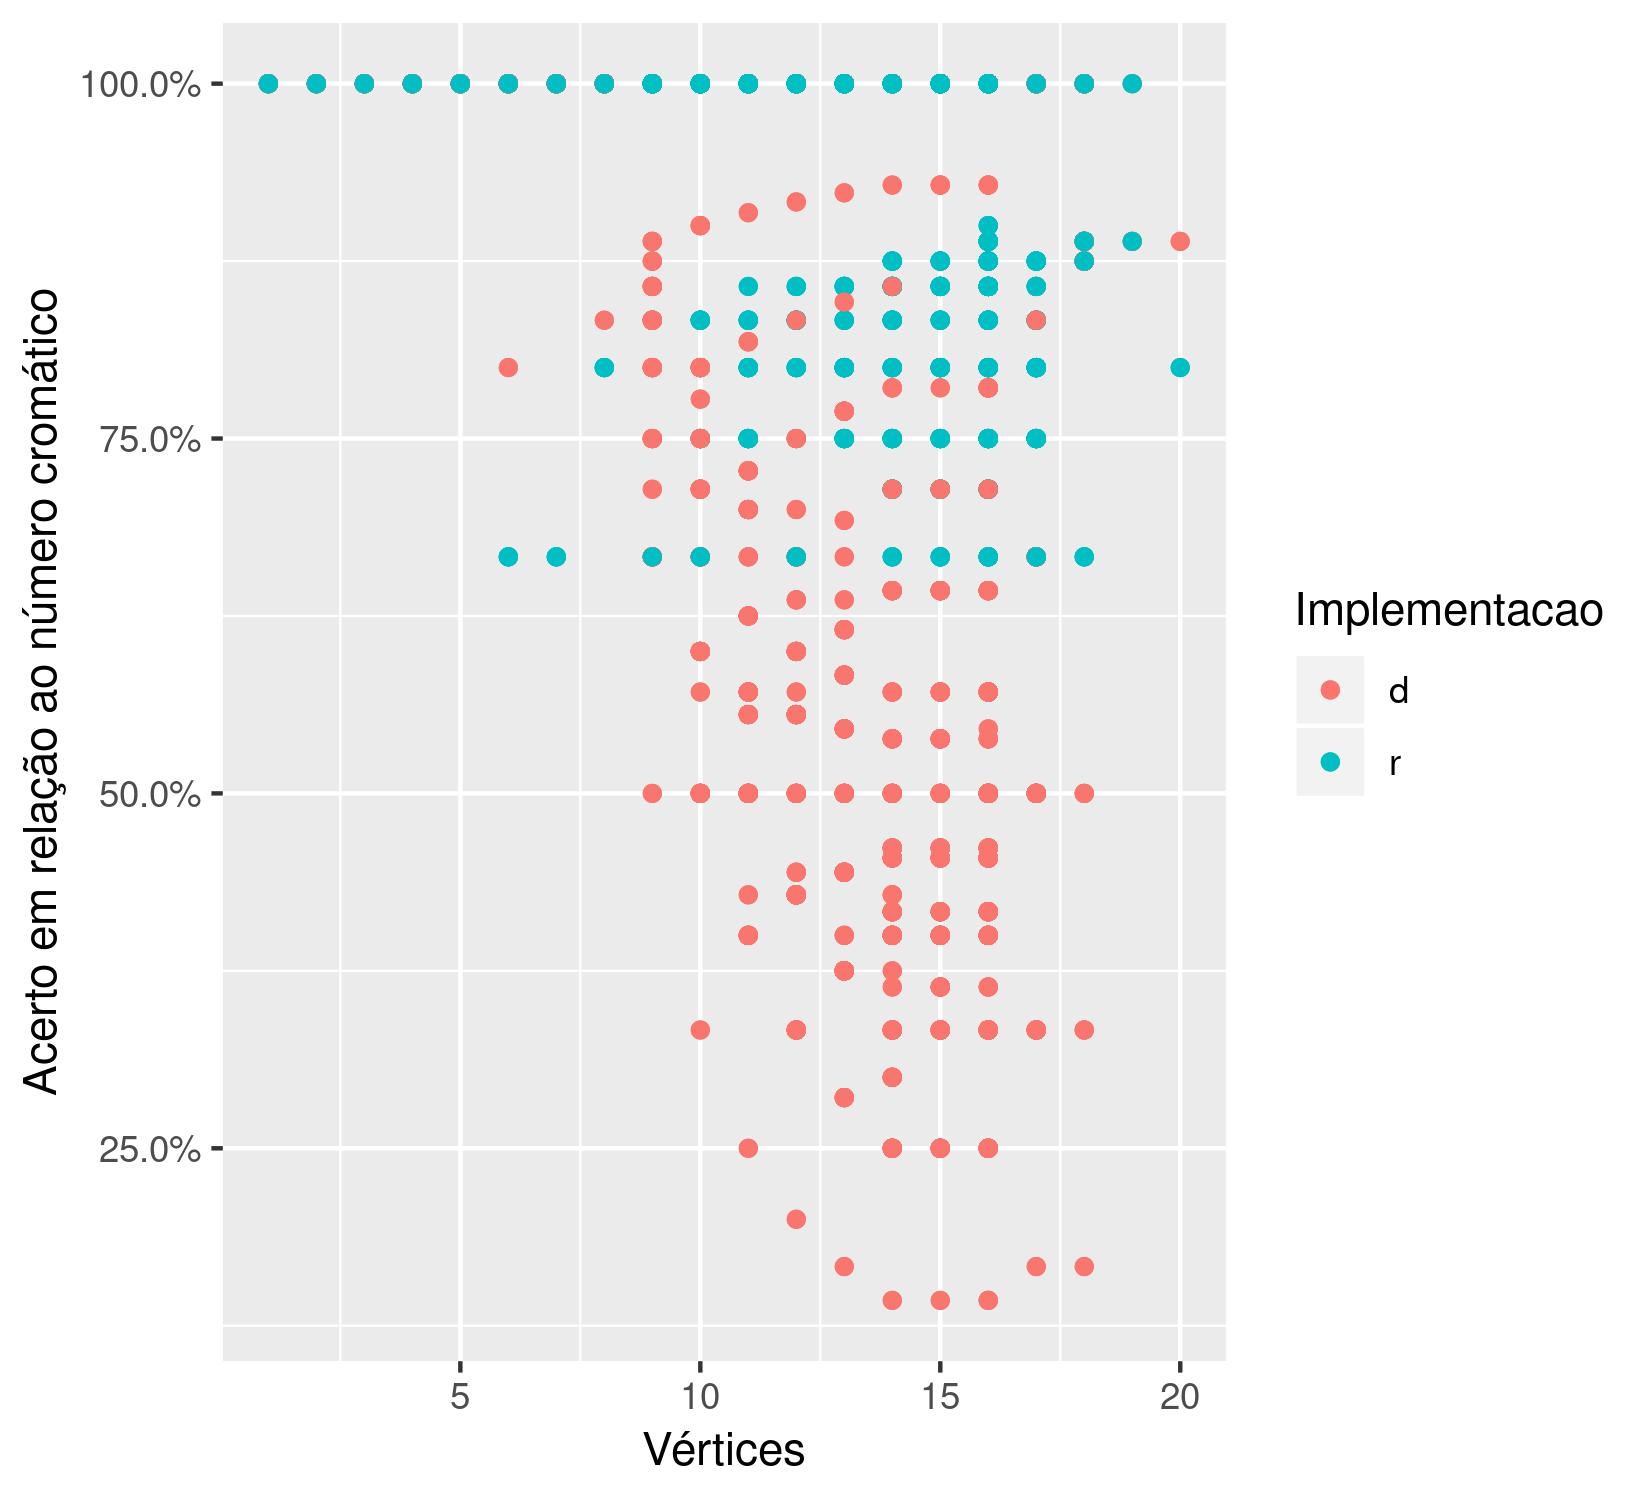 Acerto em relação ao número cromático
100.0%
75.0%
50.0%
25.0%
5
10
15
20
Vértices
Implementacao
d
r